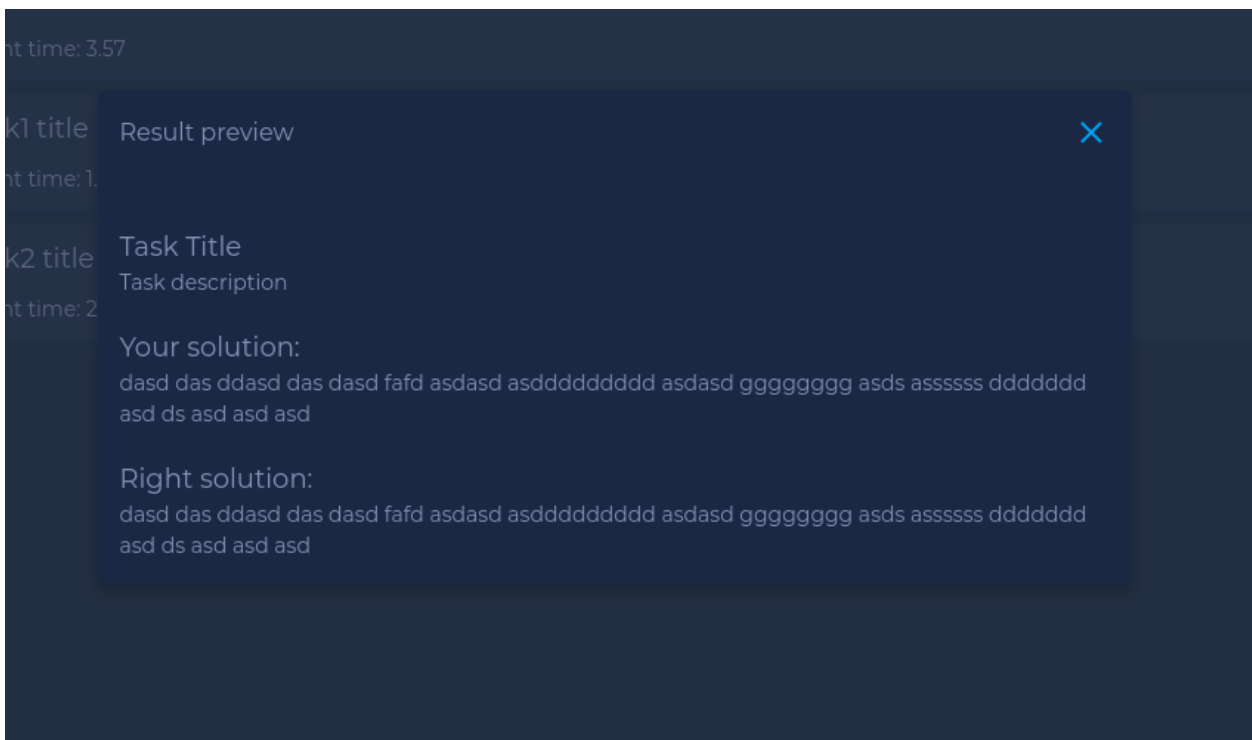 nt time: 3.57
k1 title
Result preview
nt time: 1.
Task Title
k2 title
Task description
nt time: 2
Your solution:
dasd das ddasd das dasd fafd asdasd asddddddddd asdasd gggggggg asds assssss ddddddd
asd ds asd asd asd
Right solution:
dasd das ddasd das dasd fafd asdasd asddddddddd asdasd gggggggg asds assssss ddddddd
asd ds asd asd asd